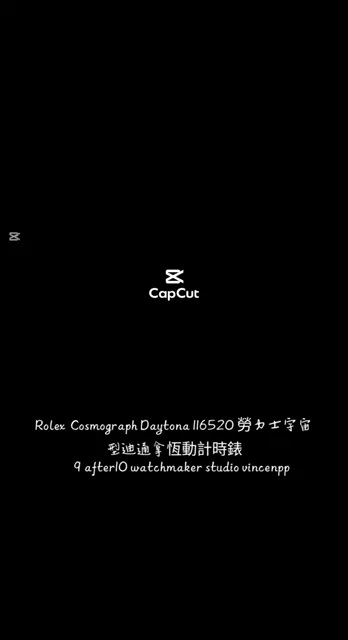 CapCut
Rolex Cosmograph Daytona 116520 勞力士宇宙
型迪通拿恆動計時錶
9 after10 watchmaker studio vincenpp